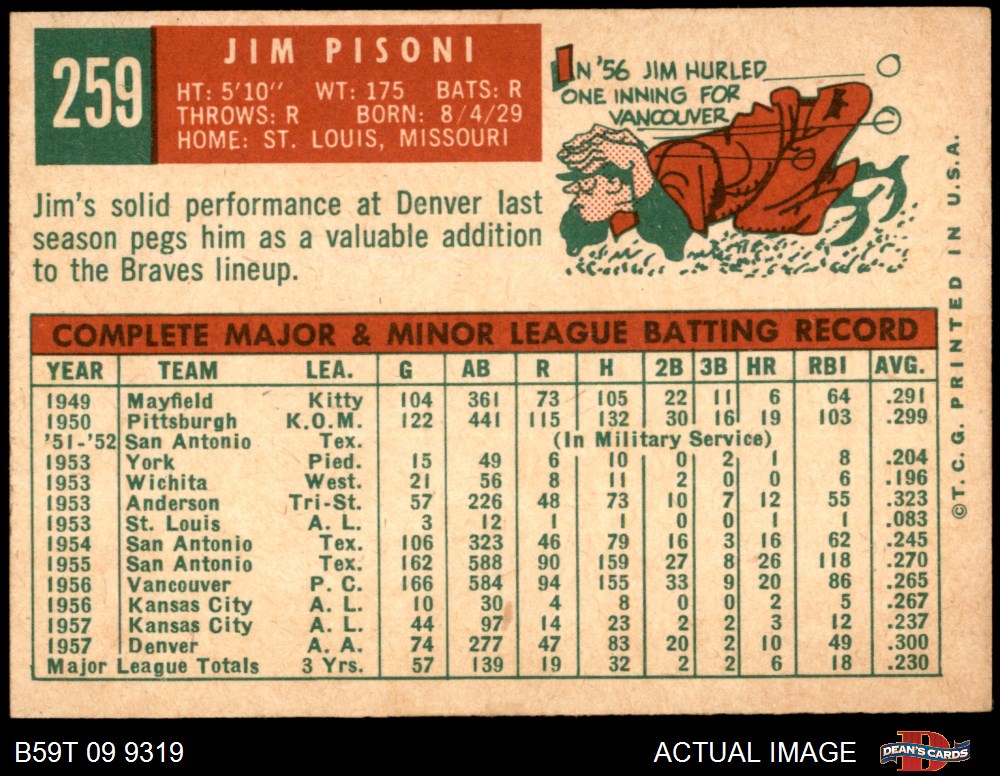 259
JIM PISONI
HT: 5'10" WT: 175 BATS: R
THROWS: R BORN: 8/4/29
HOME: ST. LOUIS, MISSOURI
IN '56 JIM HURLED
ONE INNING FOR
VANCOUVER
Jim's solid performance at Denver last
season pegs him as a valuable addition
to the Braves lineup.
COMPLETE MAJOR & MINOR LEAGUE BATTING RECORD
YEAR TEAM LEA. G AB R H 2B 3B HR RBI AVG.
1949 Mayfield Kitty 104 361 73 105 22 11 6 64 .291
1950 Pittsburgh K.O.M. 122 441 115 132 30 16 19 103 .299
'51-'52 San Antonio Tex. (In Military Service)
1953 York Pied. 15 49 6 10 0 2 1 8 .204
1953 Wichita West. 21 56 8 11 2 0 0 6 .196
1953 Anderson Tri-St. 57 226 48 73 10 7 12 55 .323
1953 St. Louis A. L. 3 12 1 1 0 0 1 1 .083
1954 San Antonio Tex. 106 323 46 79 16 3 16 62 .245
1955 San Antonio Tex. 162 588 90 159 27 8 26 118 .270
1956 Vancouver P. C. 166 584 94 155 33 9 20 86 .265
1956 Kansas City A. L. 10 30 4 8 0 0 2 5 .267
1957 Kansas City A. L. 44 97 14 23 2 2 3 12 .237
1957 Denver A. A. 74 277 47 83 20 2 10 49 .300
Major League Totals 3 Yrs. 57 139 19 32 2 2 6 18 .230
©T. C. G. PRINTED IN U.S.A.
B59T 09 9319
ACTUAL IMAGE
D
DEAN'S CARDS